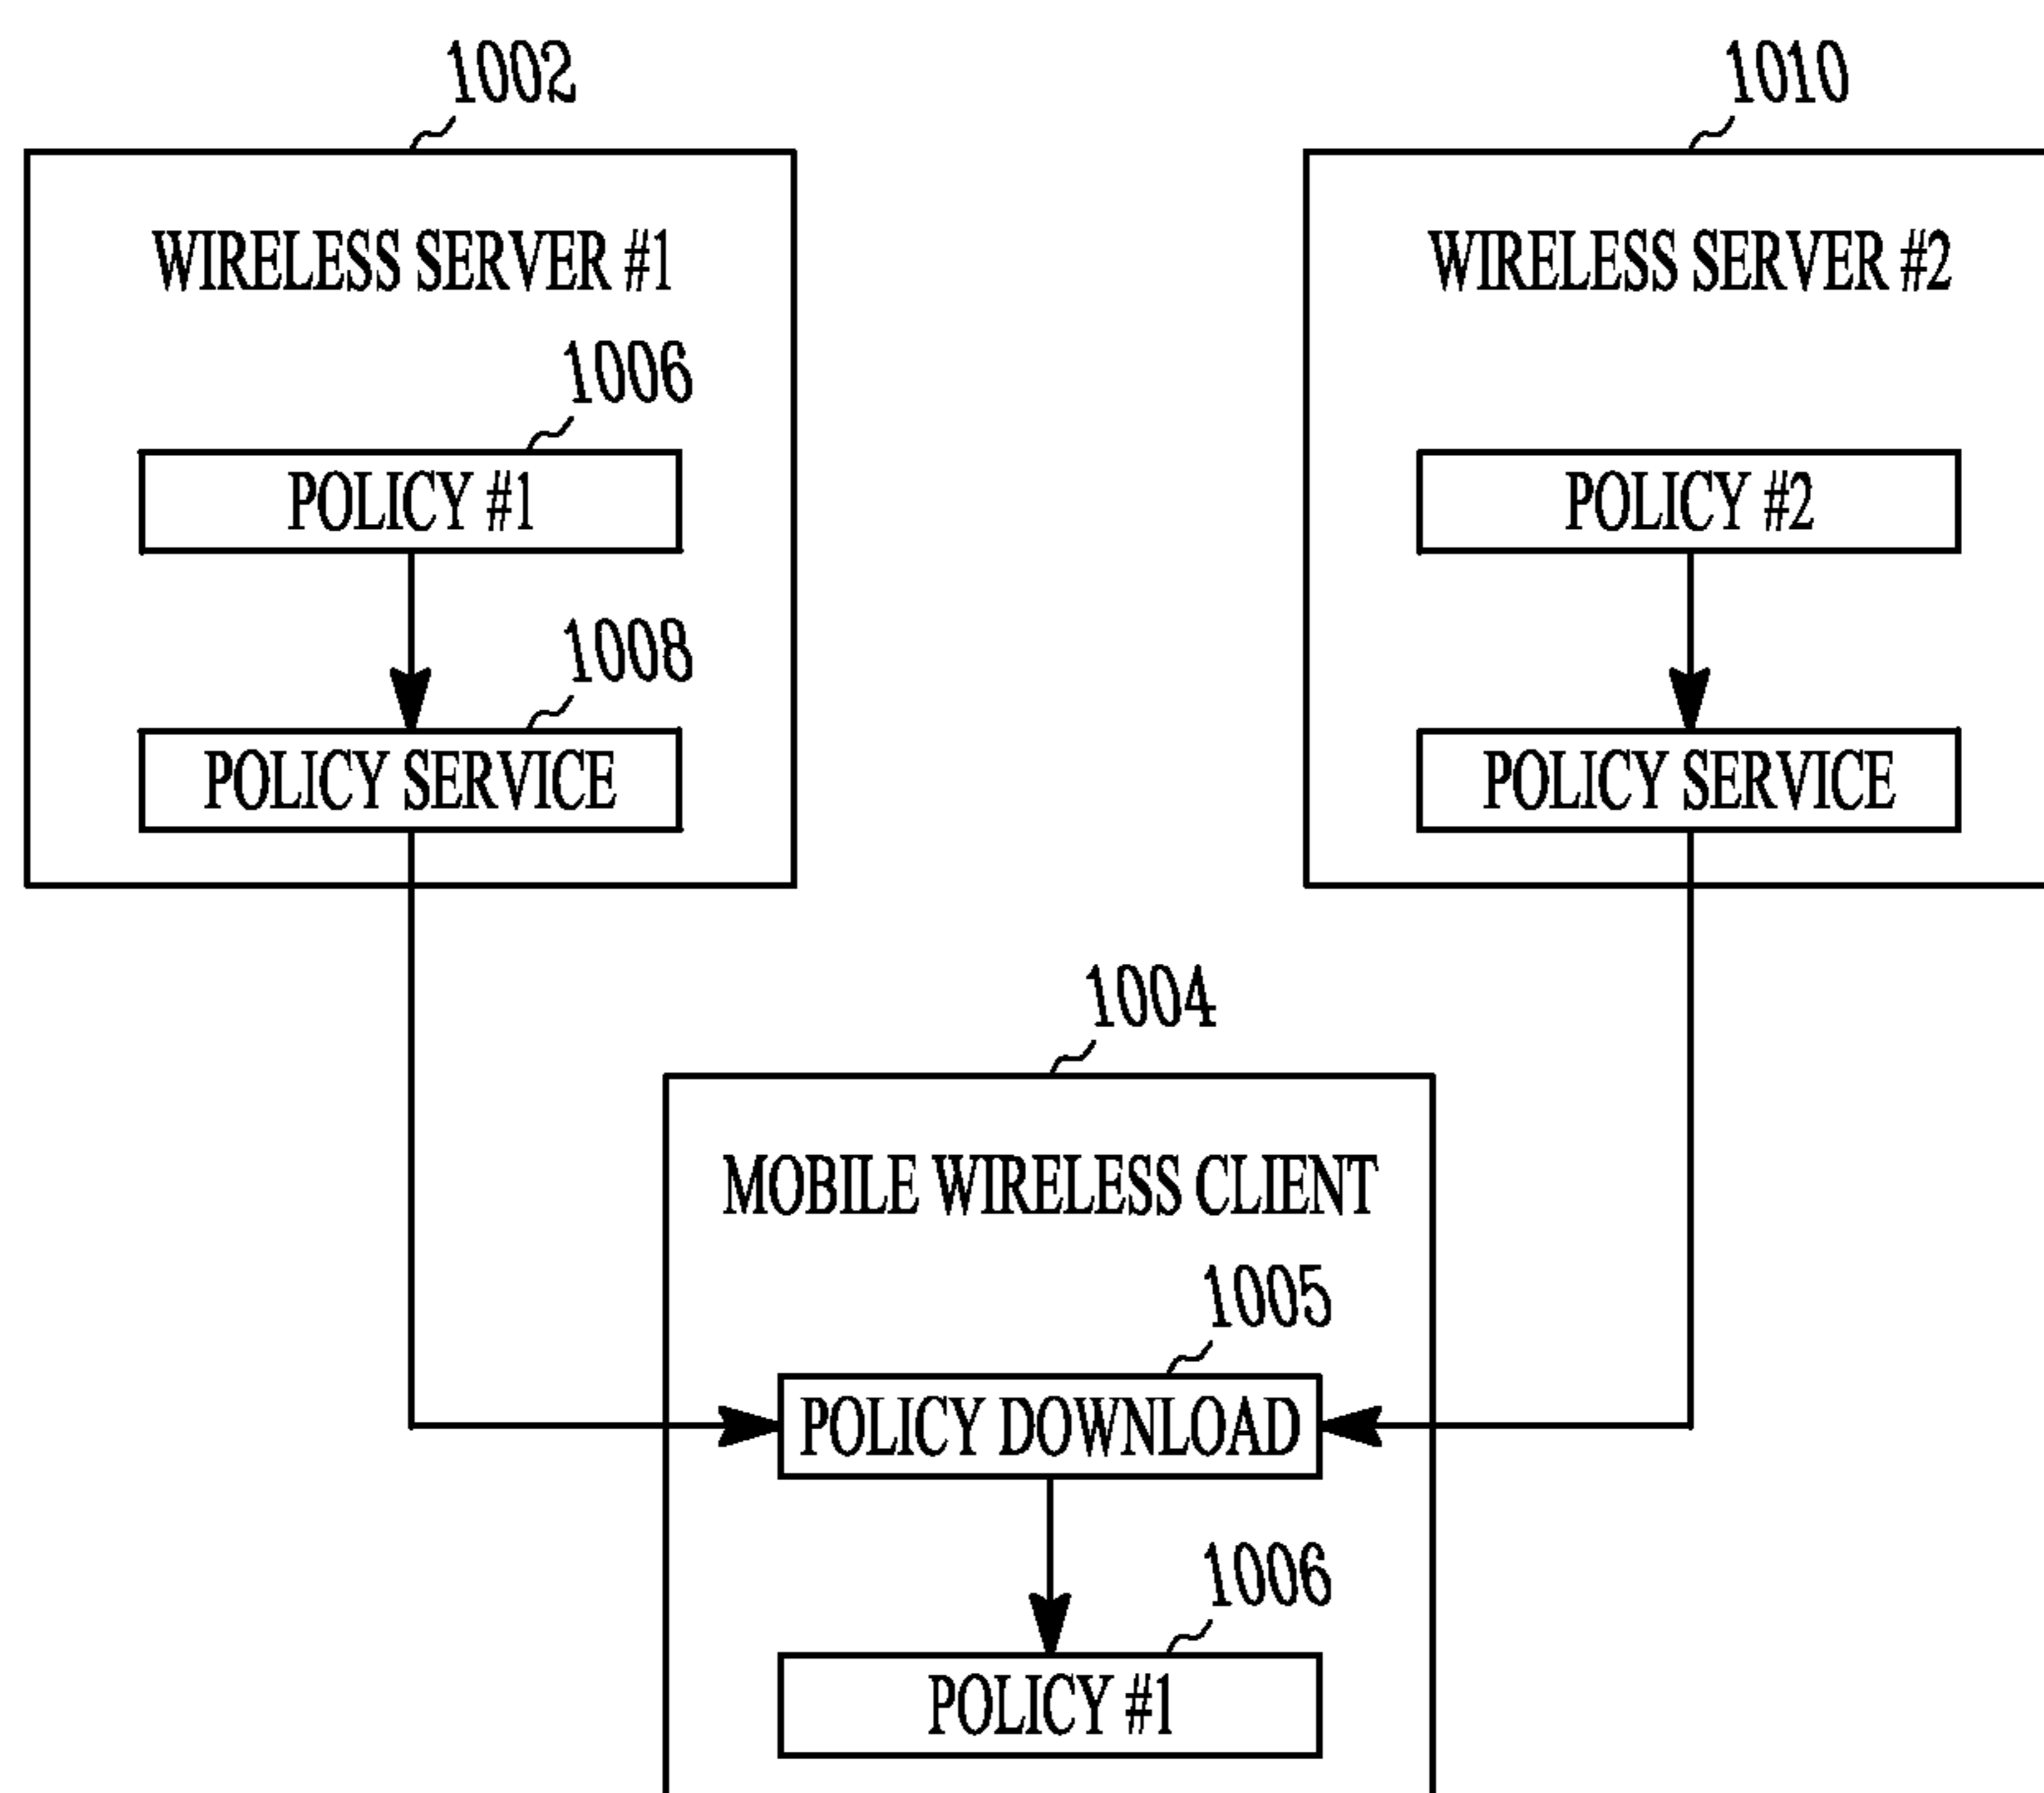 1002
1010
WIRELESS SERVER #1
WIRELESS SERVER #2
1006
POLICY #1
POLICY #2
1008
POLICY SERVICE
POLICY SERVICE
1004
MOBILE WIRELESS CLIENT
1005
POLICY DOWNLOAD
1006
POLICY #1